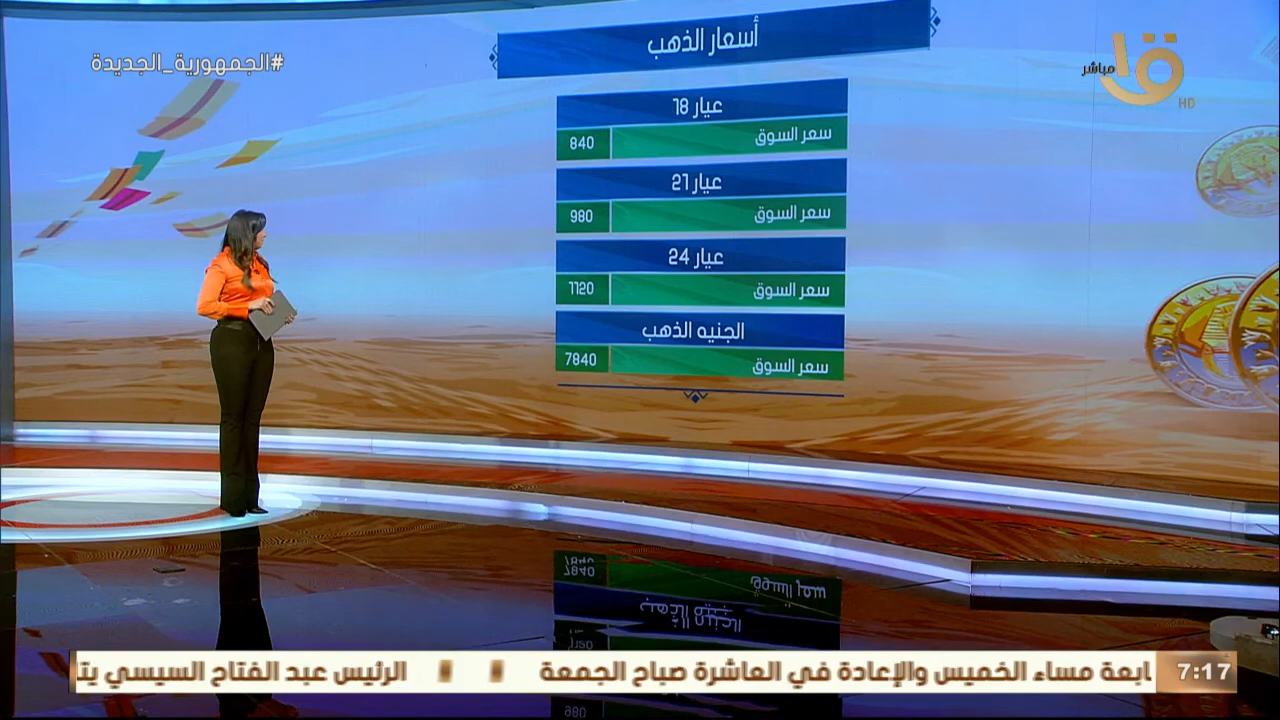 #الجمهورية_الجديدة
أسعار الذهب
مباشر
HD
عيار 18
سعر السوق
840
عيار 21
سعر السوق
980
عيار 24
سعر السوق
1120
الجنيه الذهب
سعر السوق
7840
7:17
ابعة مساء الخميس والإعادة في العاشرة صباح الجمعة الرئيس عبد الفتاح السيسي يتا